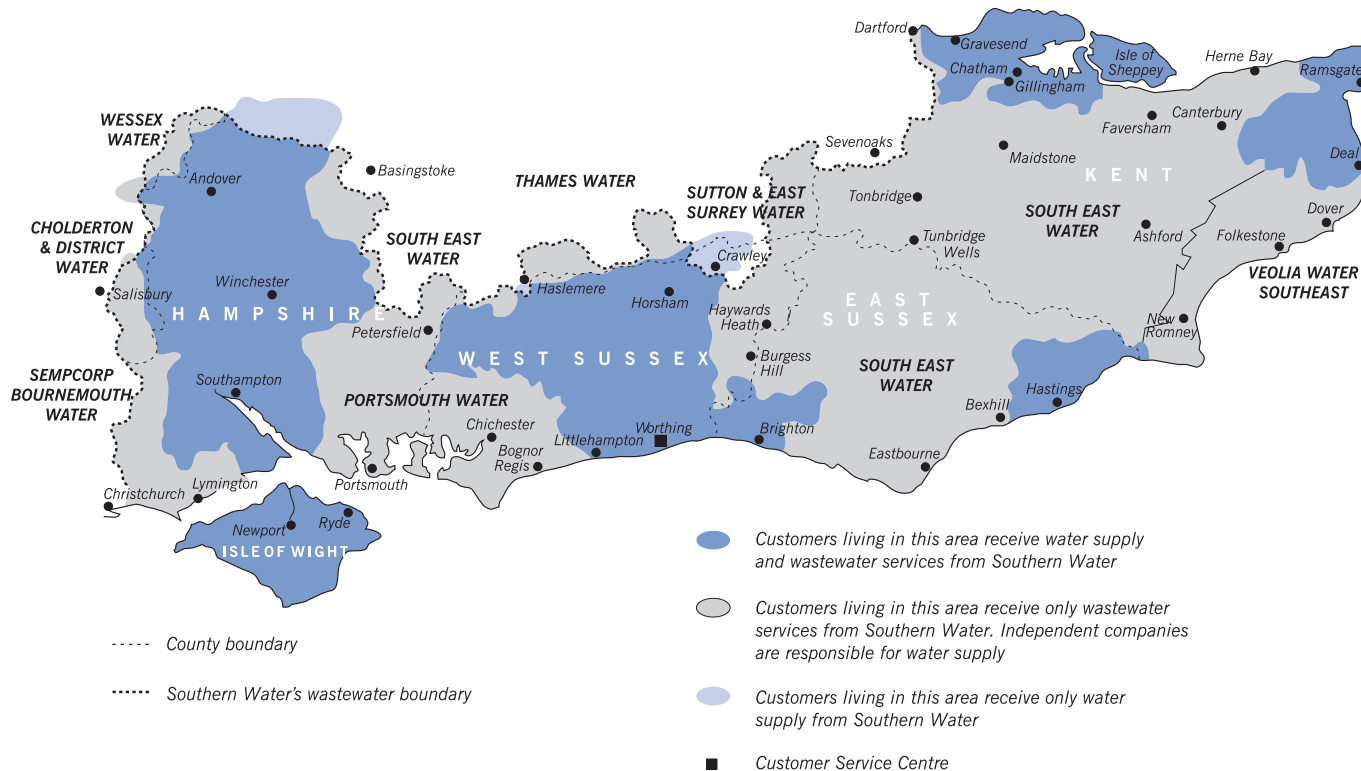 Dartford
Gravesend
Chatham
Gillingham
Isle of
Sheppey
Herne Bay
Ramsgate
WESSEX
WATER
Basingstoke
Andover
THAMES WATER
Sevenoaks
SUTTON & EAST
SURREY WATER
Maidstone
Faversham
Canterbury
Deal
KENT
CHOLDERTON
& DISTRICT
WATER
SOUTH EAST
WATER
Tonbridge
SOUTH EAST
WATER
Dover
Tunbridge
Wells
Ashford
Folkestone
Crawley
VEOLIA WATER
SOUTHEAST
Salisbury
Winchester
Haslemere
Horsham
HAMPSHIRE
Petersfield
Haywards
Heath
EAST
SUSSEX
New
Romney
WEST SUSSEX
Burgess
Hill
SOUTH EAST
WATER
SEMPCORP
BOURNEMOUTH
WATER
Southampton
PORTSMOUTH WATER
Hastings
Bexhill
Chichester
Littlehampton
Worthing
Brighton
Bognor
Regis
Eastbourne
Christchurch
Lymington
Portsmouth
Newport
Ryde
ISLE OF WIGHT
Customers living in this area receive water supply
and wastewater services from Southern Water
Customers living in this area receive only wastewater
services from Southern Water. Independent companies
are responsible for water supply
County boundary
Southern Water's wastewater boundary
Customers living in this area receive only water
supply from Southern Water
Customer Service Centre